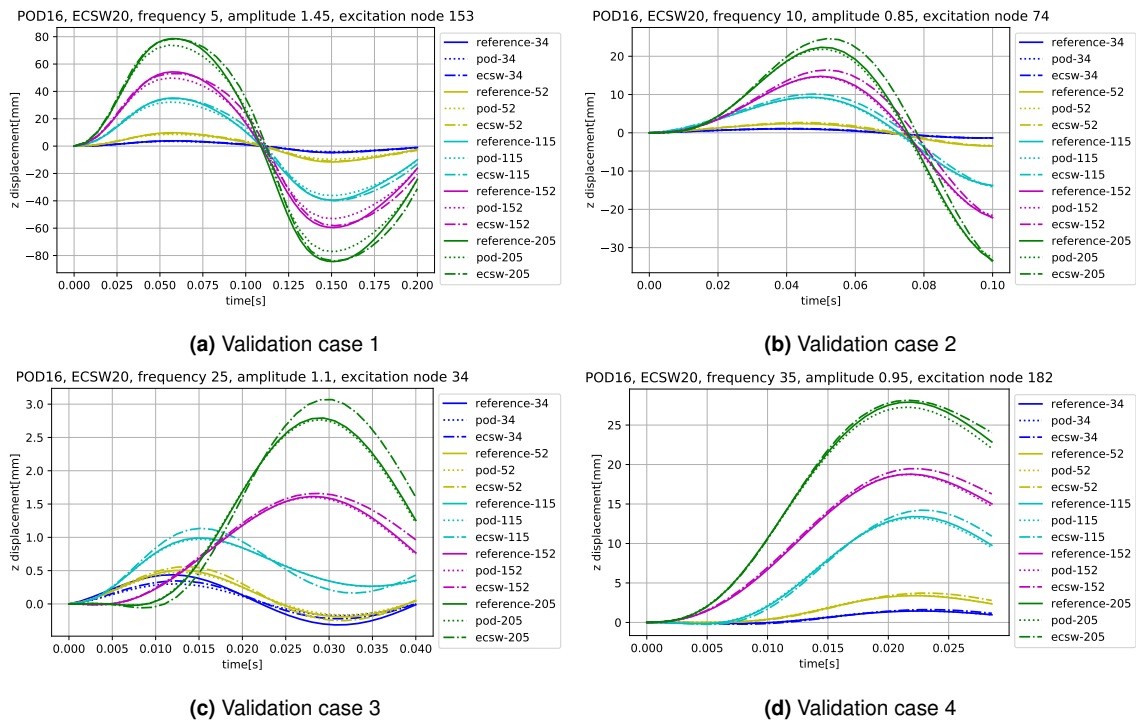 POD16, ECSW20, frequency 5, amplitude 1.45, excitation node 153
80
60
40
20
0
−20
−40
−60
−80
z displacement[mm]
0.000 0.025 0.050 0.075 0.100 0.125 0.150 0.175 0.200
time[s]
reference-34
pod-34
ecsw-34
reference-52
pod-52
ecsw-52
reference-115
pod-115
ecsw-115
reference-152
pod-152
ecsw-152
reference-205
pod-205
ecsw-205
(a) Validation case 1
POD16, ECSW20, frequency 10, amplitude 0.85, excitation node 74
20
10
0
−10
−20
−30
z displacement[mm]
0.00 0.02 0.04 0.06 0.08 0.10
time[s]
reference-34
pod-34
ecsw-34
reference-52
pod-52
ecsw-52
reference-115
pod-115
ecsw-115
reference-152
pod-152
ecsw-152
reference-205
pod-205
ecsw-205
(b) Validation case 2
POD16, ECSW20, frequency 25, amplitude 1.1, excitation node 34
3.0
2.5
2.0
1.5
1.0
0.5
0.0
z displacement[mm]
0.000 0.005 0.010 0.015 0.020 0.025 0.030 0.035 0.040
time[s]
reference-34
pod-34
ecsw-34
reference-52
pod-52
ecsw-52
reference-115
pod-115
ecsw-115
reference-152
pod-152
ecsw-152
reference-205
pod-205
ecsw-205
(c) Validation case 3
POD16, ECSW20, frequency 35, amplitude 0.95, excitation node 182
25
20
15
10
5
0
z displacement[mm]
0.000 0.005 0.010 0.015 0.020 0.025
time[s]
reference-34
pod-34
ecsw-34
reference-52
pod-52
ecsw-52
reference-115
pod-115
ecsw-115
reference-152
pod-152
ecsw-152
reference-205
pod-205
ecsw-205
(d) Validation case 4